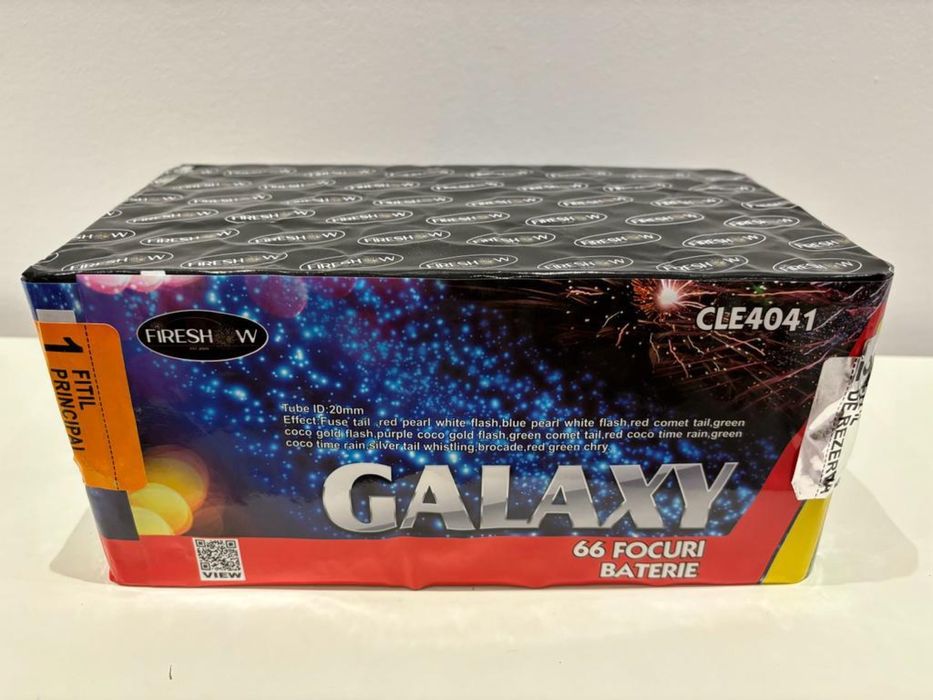 FIRESHOW
CLE4041
1 FITIL
PRINCIPAL
Tube ID:20mm
Effect:Fuse tail ,red pearl white flash,blue pearl white flash,red comet tail,green
coco gold flash,purple coco gold flash,green comet tail,red coco time rain,green
coco time rain,silver tail whistling,brocade,red green chry.
GALAXY
66 FOCURI
BATERIE
VIEW
DE REZERVĂ